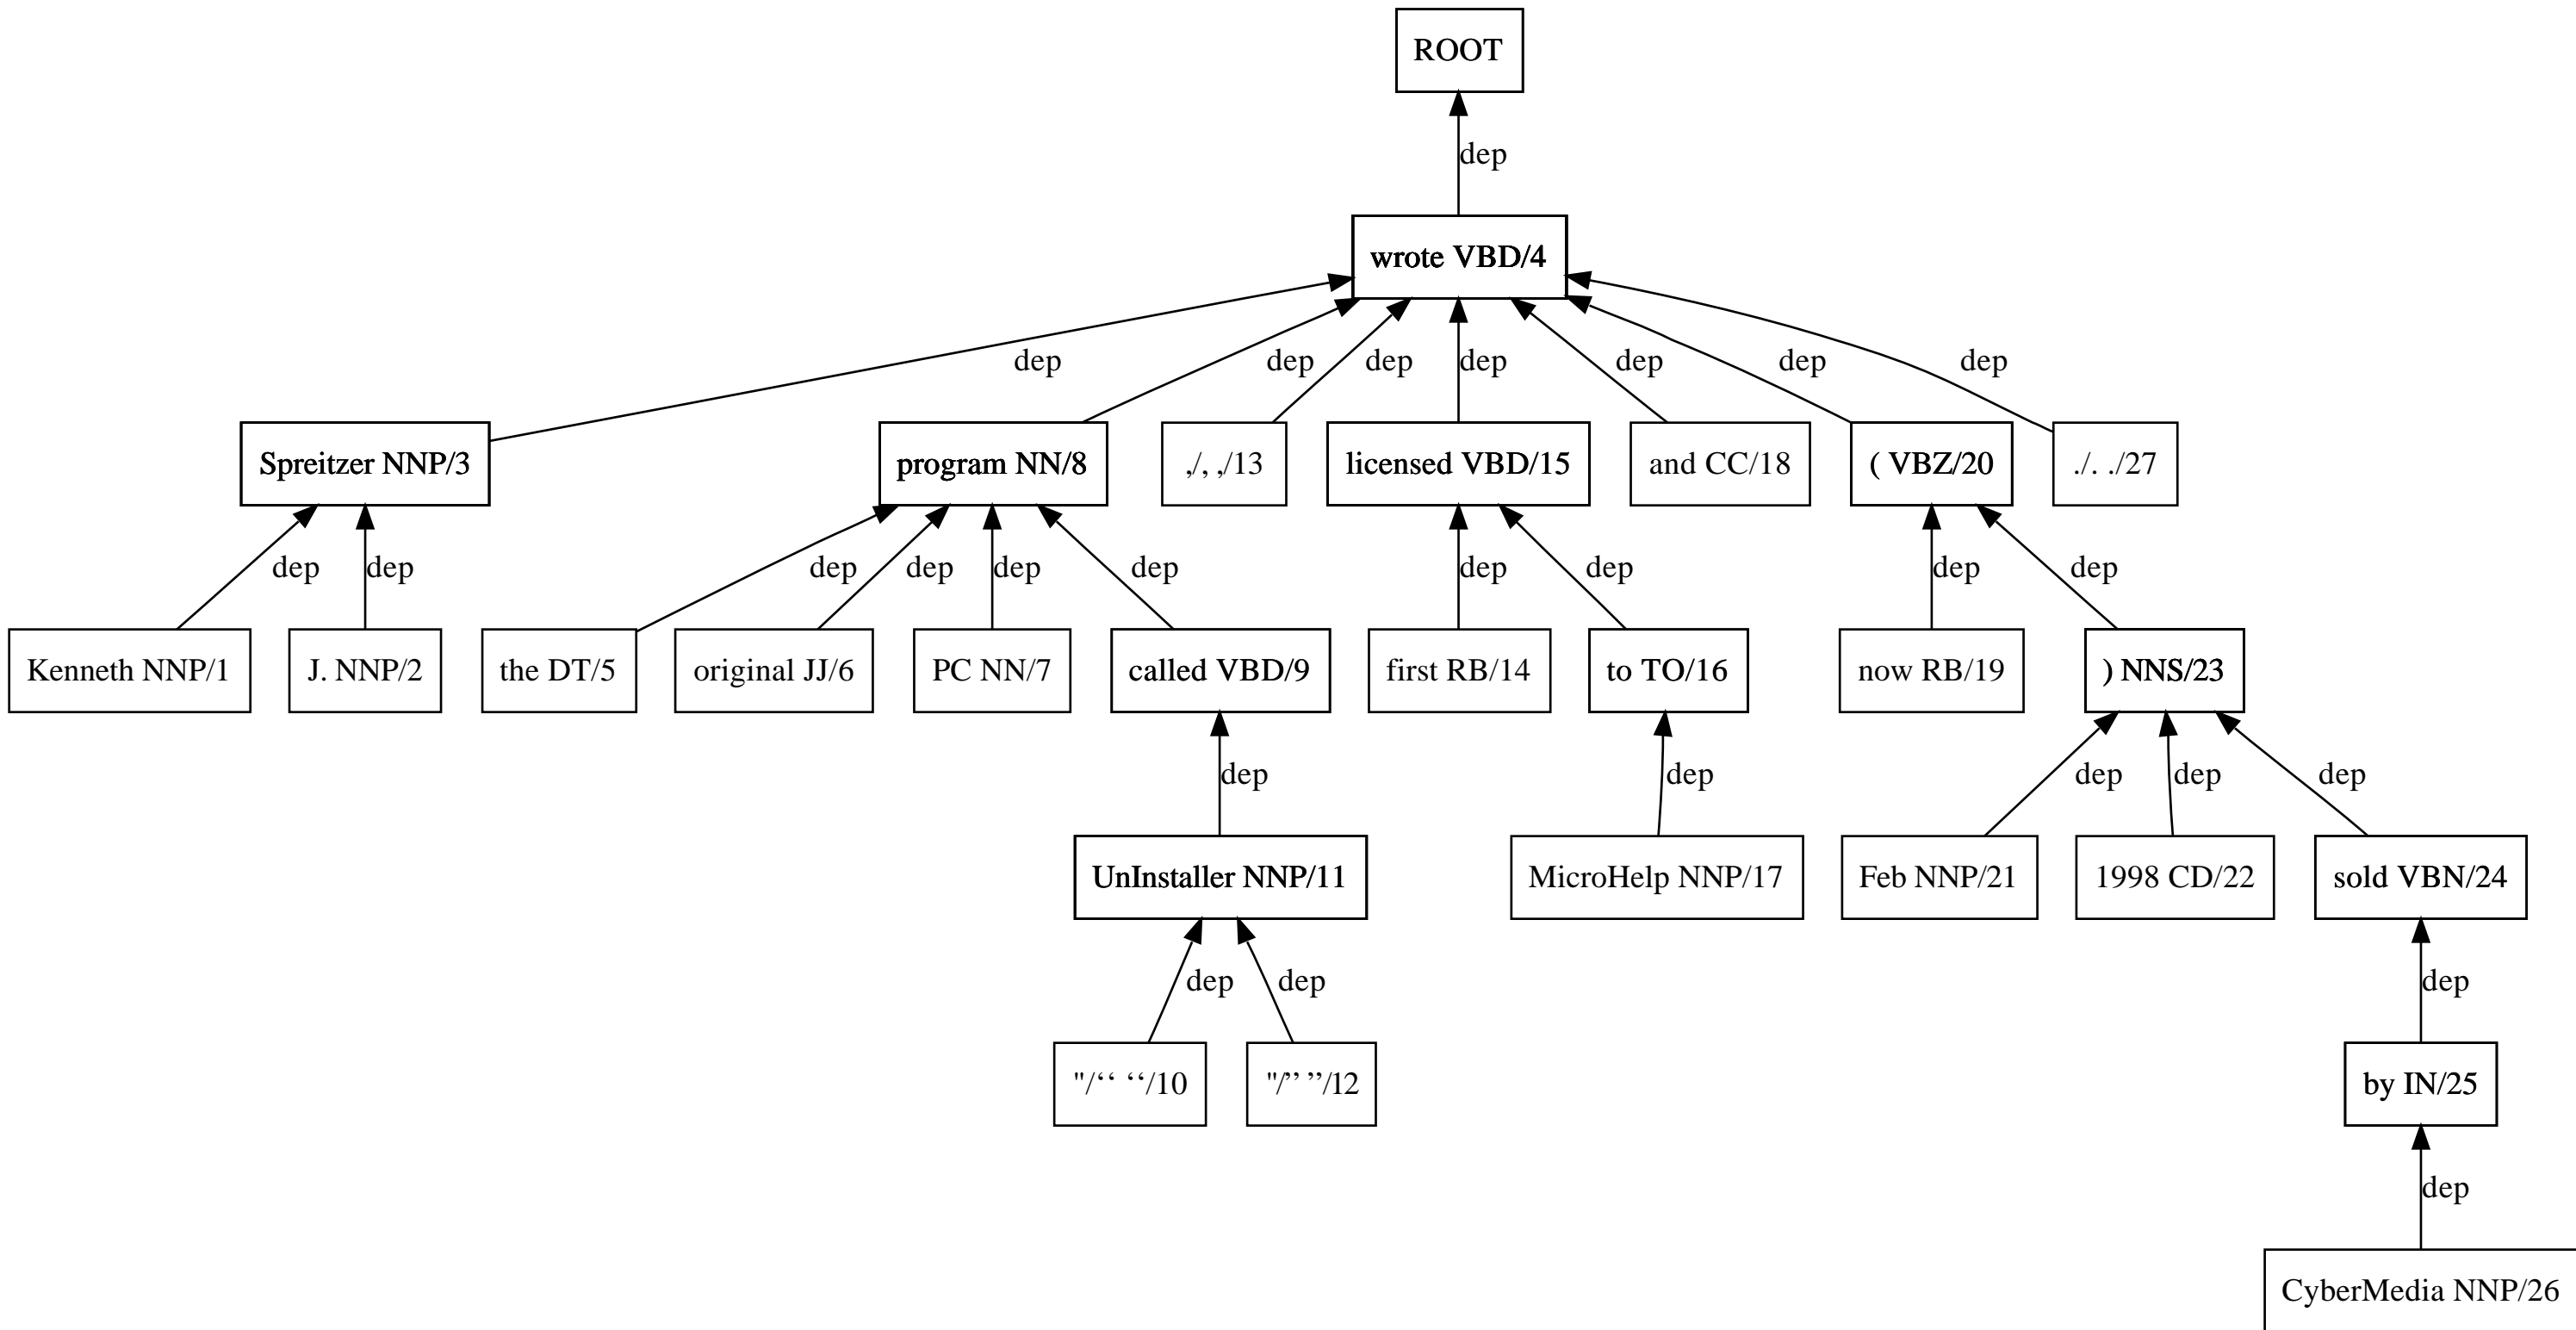 ROOT
dep
wrote VBD/4
dep dep dep dep dep dep dep
Spreitzer NNP/3 program NN/8 ,/, ,/13 licensed VBD/15 and CC/18 ( VBZ/20 ./. ./27
dep dep dep dep dep dep dep dep dep dep
Kenneth NNP/1 J. NNP/2 the DT/5 original JJ/6 PC NN/7 called VBD/9 first RB/14 to TO/16 now RB/19 ) NNS/23
dep dep dep dep dep
UnInstaller NNP/11 MicroHelp NNP/17 Feb NNP/21 1998 CD/22 sold VBN/24
dep dep dep
"/‘‘ ‘‘/10 "/’’ ’’/12 by IN/25
dep
CyberMedia NNP/26